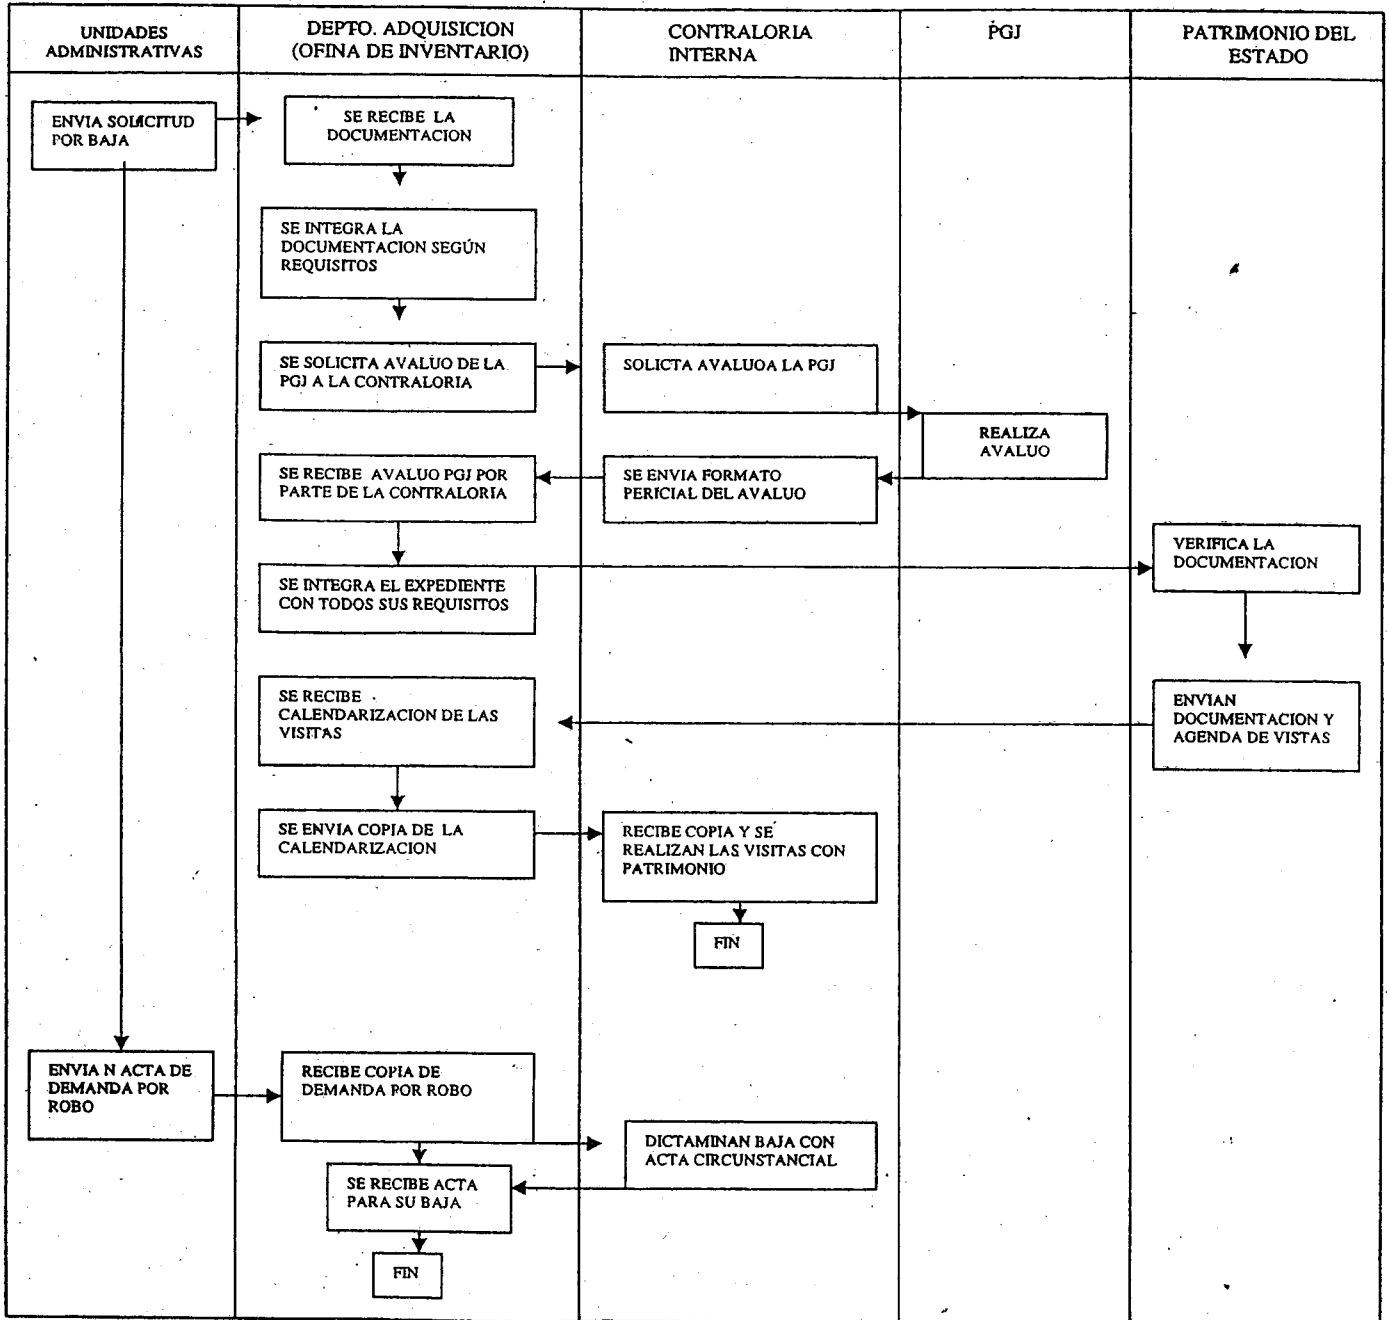 UNIDADES
ADMINISTRATIVAS
DEPTO. ADQUISICION
(OFINA DE INVENTARIO)
CONTRALORIA
INTERNA
PGJ
PATRIMONIO DEL
ESTADO
ENVIA SOLICITUD
POR BAJA
SE RECIBE LA
DOCUMENTACION
SE INTEGRA LA
DOCUMENTACION SEGÚN
REQUISITOS
SE SOLICITA AVALUO DE LA
PGJ A LA CONTRALORIA
SOLICTA AVALUOA LA PGJ
REALIZA
AVALUO
SE RECIBE AVALUO PGJ POR
PARTE DE LA CONTRALORIA
SE ENVIA FORMATO
PERICIAL DEL AVALUO
VERIFICA LA
DOCUMENTACION
SE INTEGRA EL EXPEDIENTE
CON TODOS SUS REQUISITOS
SE RECIBE
CALENDARIZACION DE LAS
VISITAS
ENVIAN
DOCUMENTACION Y
AGENDA DE VISTAS
SE ENVIA COPIA DE LA
CALENDARIZACION
RECIBE COPIA Y SE
REALIZAN LAS VISITAS CON
PATRIMONIO
FIN
ENVIA N ACTA DE
DEMANDA POR
ROBO
RECIBE COPIA DE
DEMANDA POR ROBO
DICTAMINAN BAJA CON
ACTA CIRCUNSTANCIAL
SE RECIBE ACTA
PARA SU BAJA
FIN